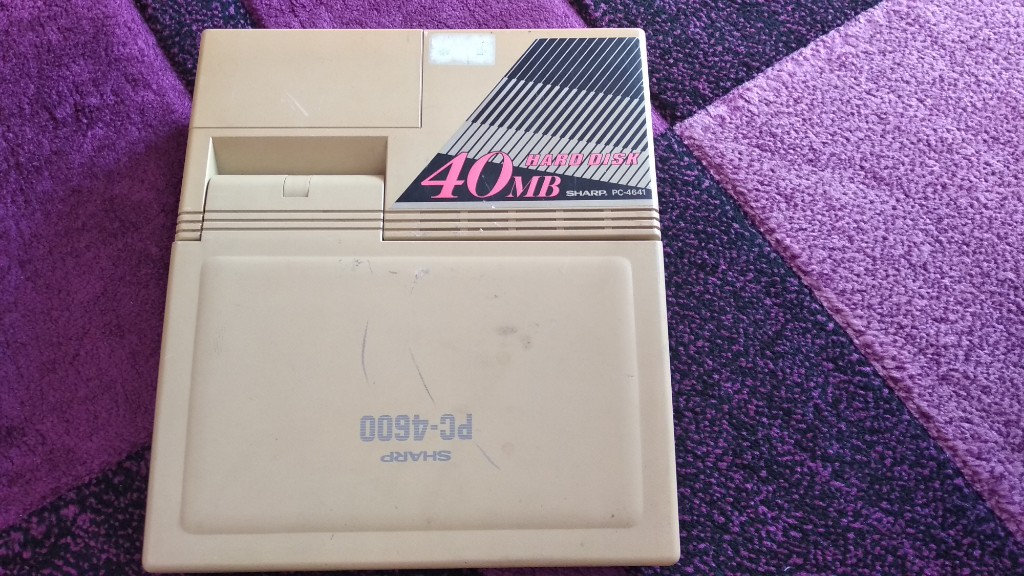 HARD DISK
40MB SHARP PC-4641
PC-4600
SHARP